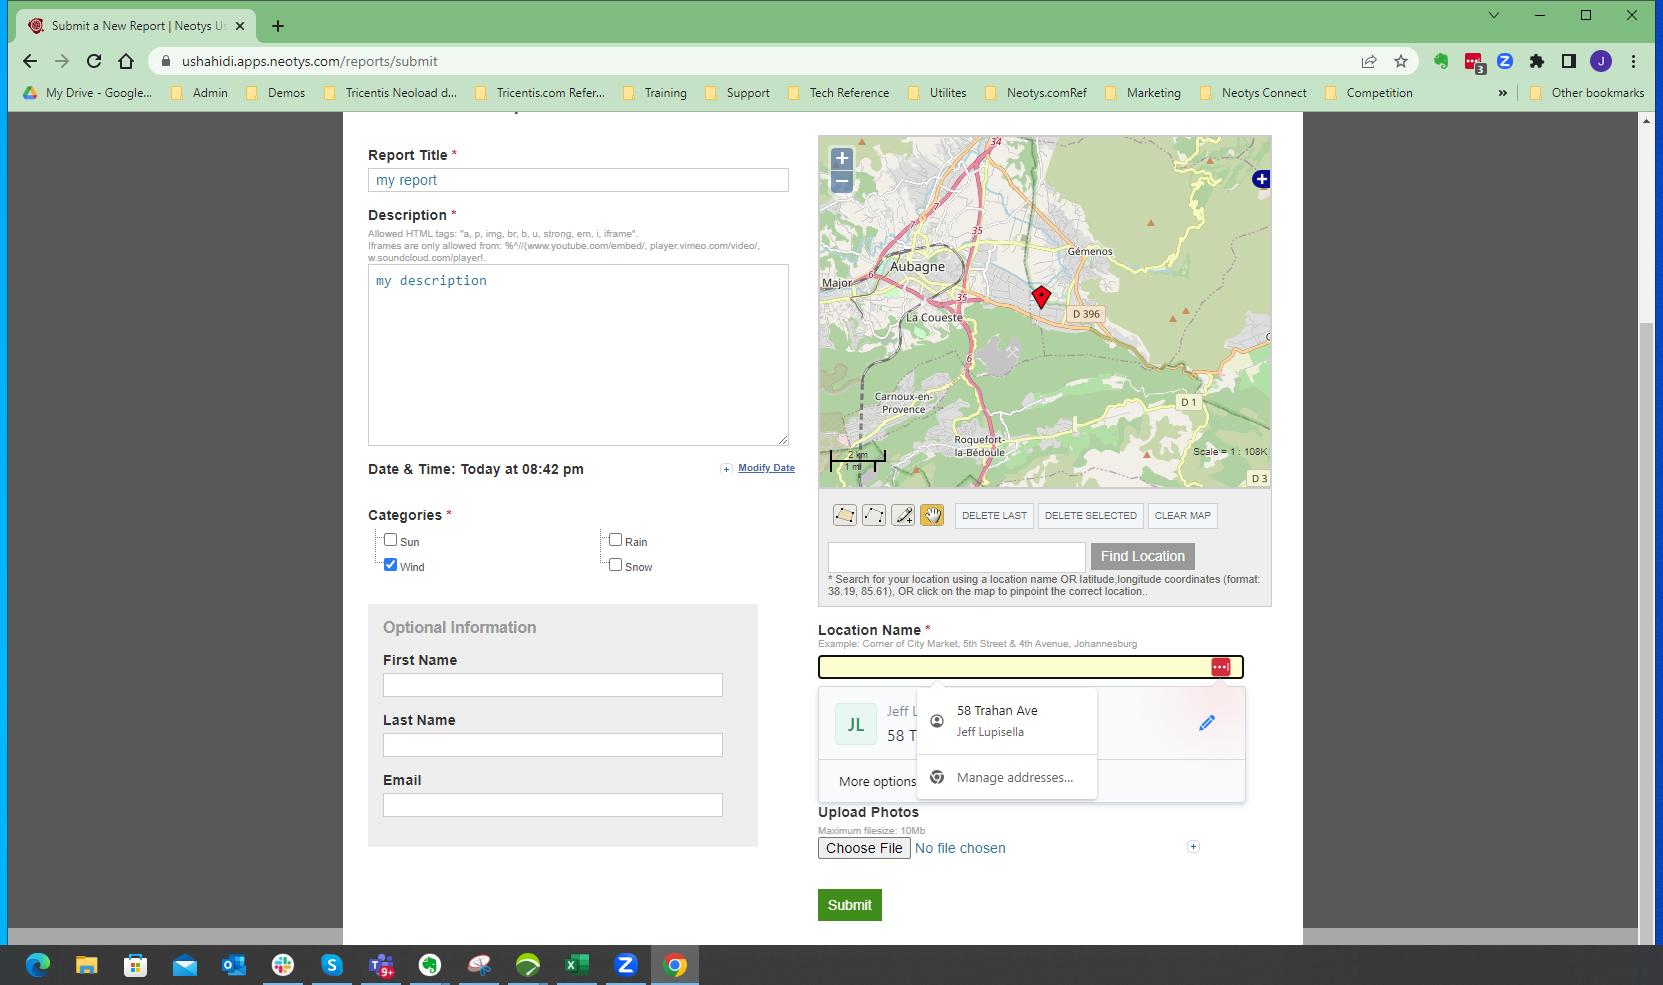 Submit a New Report | Neotys Us
ushahidi.apps.neotys.com/reports/submit
3
J
My Drive - Google...
Admin
Demos
Tricentis Neoload d...
Tricentis.com Refer...
Training
Support
Tech Reference
Utilites
Neotys.comRef
Marketing
Neotys Connect
Competition
»
Other bookmarks
Report Title *
my report
Description *
Allowed HTML tags: "a, p, img, br, b, u, strong, em, i, iframe".
Iframes are only allowed from: %^//(www.youtube.com/embed/, player.vimeo.com/video/,
w.soundcloud.com/player!.
my description
Date & Time: Today at 08:42 pm
Modify Date
Categories *
Sun
Rain
Wind
Snow
Optional Information
First Name
Last Name
Email
+
−
34
7
35
7
Gémenos
Aubagne
6
Major
35
La Coueste
D 396
6
Carnoux-en-
Provence
D 1
Roquefort-
la-Bédoule
2 km
1 mi
Scale = 1 : 108K
D 3
DELETE LAST
DELETE SELECTED
CLEAR MAP
Find Location
* Search for your location using a location name OR latitude,longitude coordinates (format:
38.19, 85.61), OR click on the map to pinpoint the correct location..
Location Name *
Example: Corner of City Market, 5th Street & 4th Avenue, Johannesburg
JL
Jeff L
58 T
58 Trahan Ave
Jeff Lupisella
Manage addresses...
More options
Upload Photos
Maximum filesize: 10Mb
Choose File No file chosen
Submit
9+